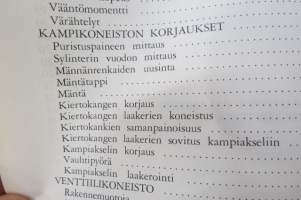 Vääntömomentti
Värähtelyt
KAMPIKONEISTON KORJAUKSET
Puristuspaineen mittaus
Sylinterin vuodon mittaus
Männänrenkaiden uusinta
Mäntätappi
Mäntä
Kiertokangen korjaus
Kiertokangen laakerien koneistus
Kiertokankien samanpainoisuus
Kiertokangen laakerien sovitus kampiakseliin
Kampiakselin korjaus
Vauhtipyörä
Kampiakselin laakerointi
VENTTIILIKONEISTO
Rakennemuotoja